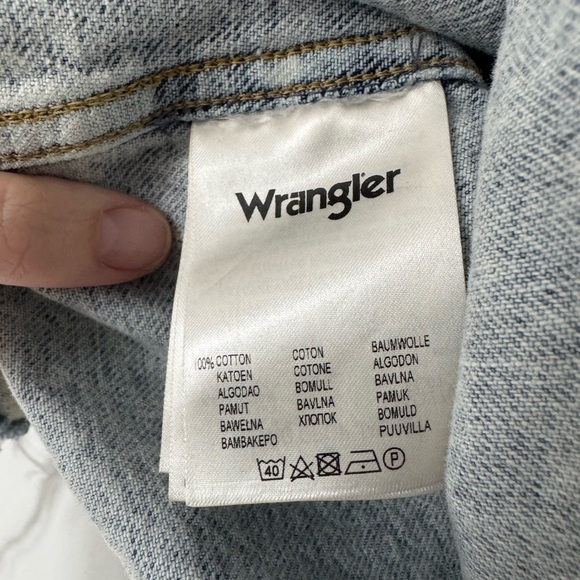 Wrangler
100% COTTON COTON BAUMWOLLE
KATOEN COTONE ALGODON
ALGODAO BOMULL BAVLNA
PAMUT BAVLNA PAMUK
BAWEŁNA ХЛОПОК BOMULD
BAMBAKEPO PUUVILLA
40 P